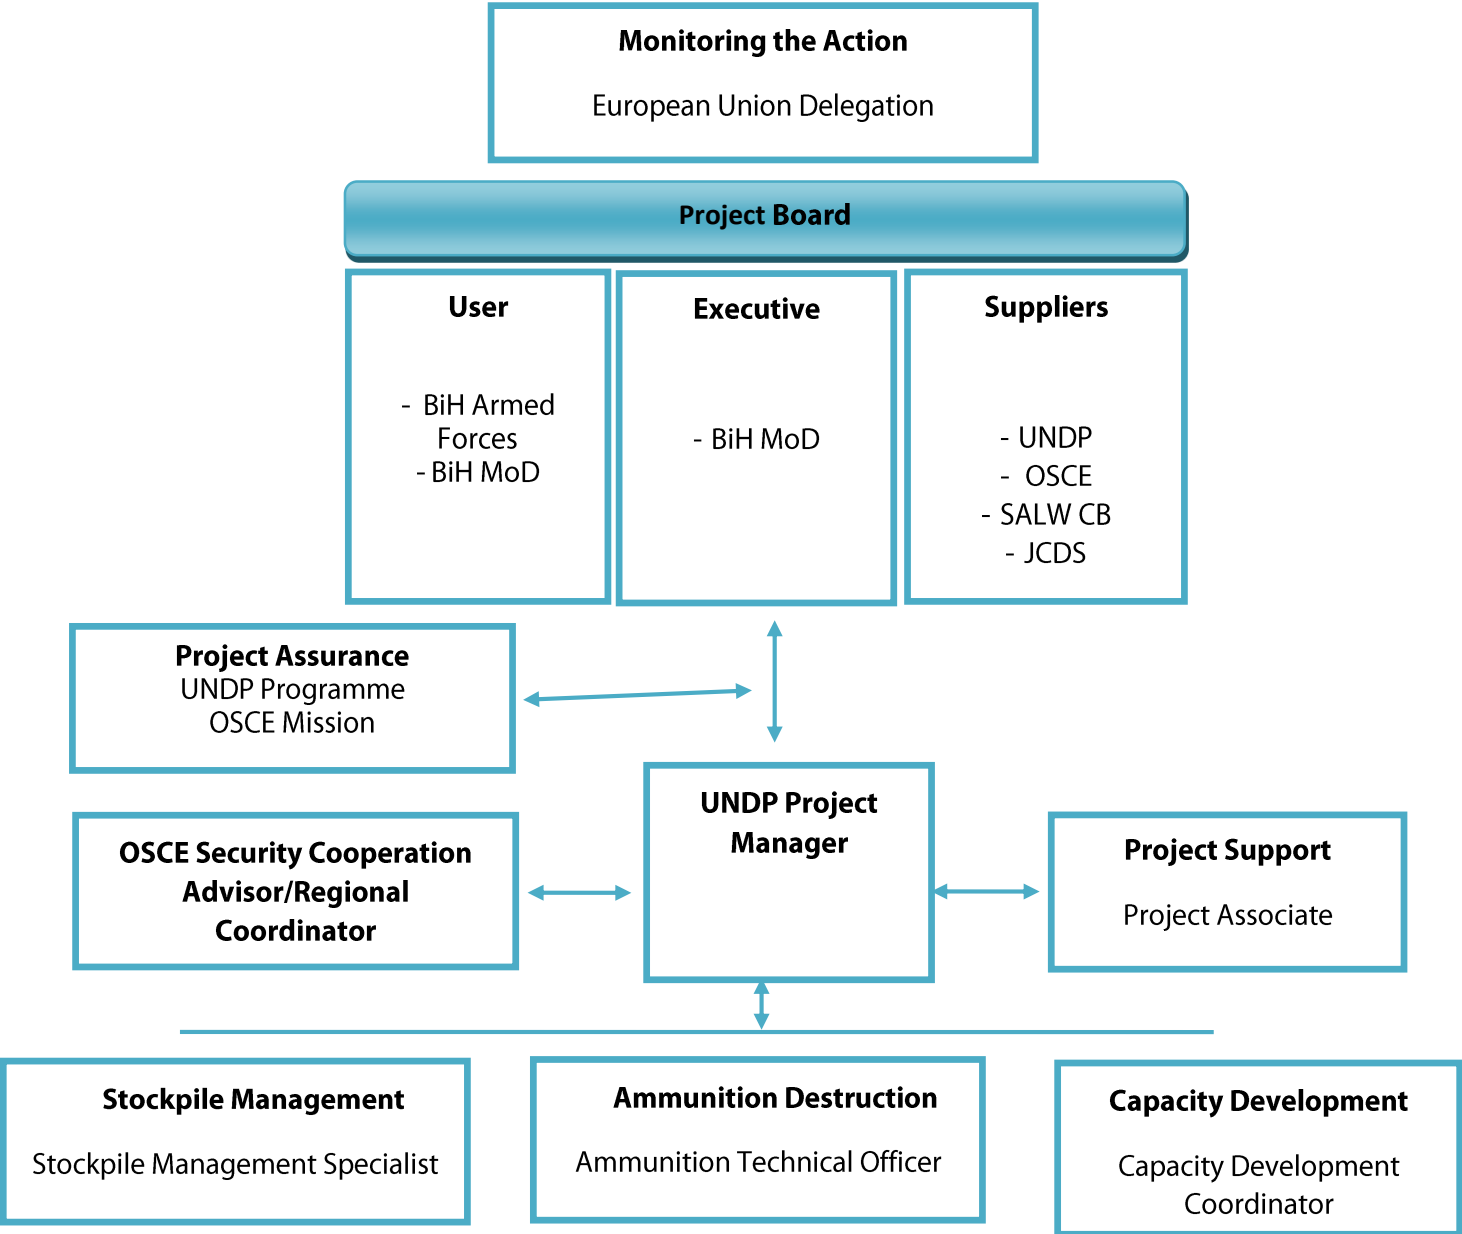 Monitoring the Action
European Union Delegation
Project Board
User
- BiH Armed
Forces
- BiH MoD
Executive
- BiH MoD
Suppliers
- UNDP
- OSCE
- SALW CB
- JCDS
Project Assurance
UNDP Programme
OSCE Mission
UNDP Project
Manager
OSCE Security Cooperation
Advisor/Regional
Coordinator
Project Support
Project Associate
Stockpile Management
Stockpile Management Specialist
Ammunition Destruction
Ammunition Technical Officer
Capacity Development
Capacity Development
Coordinator